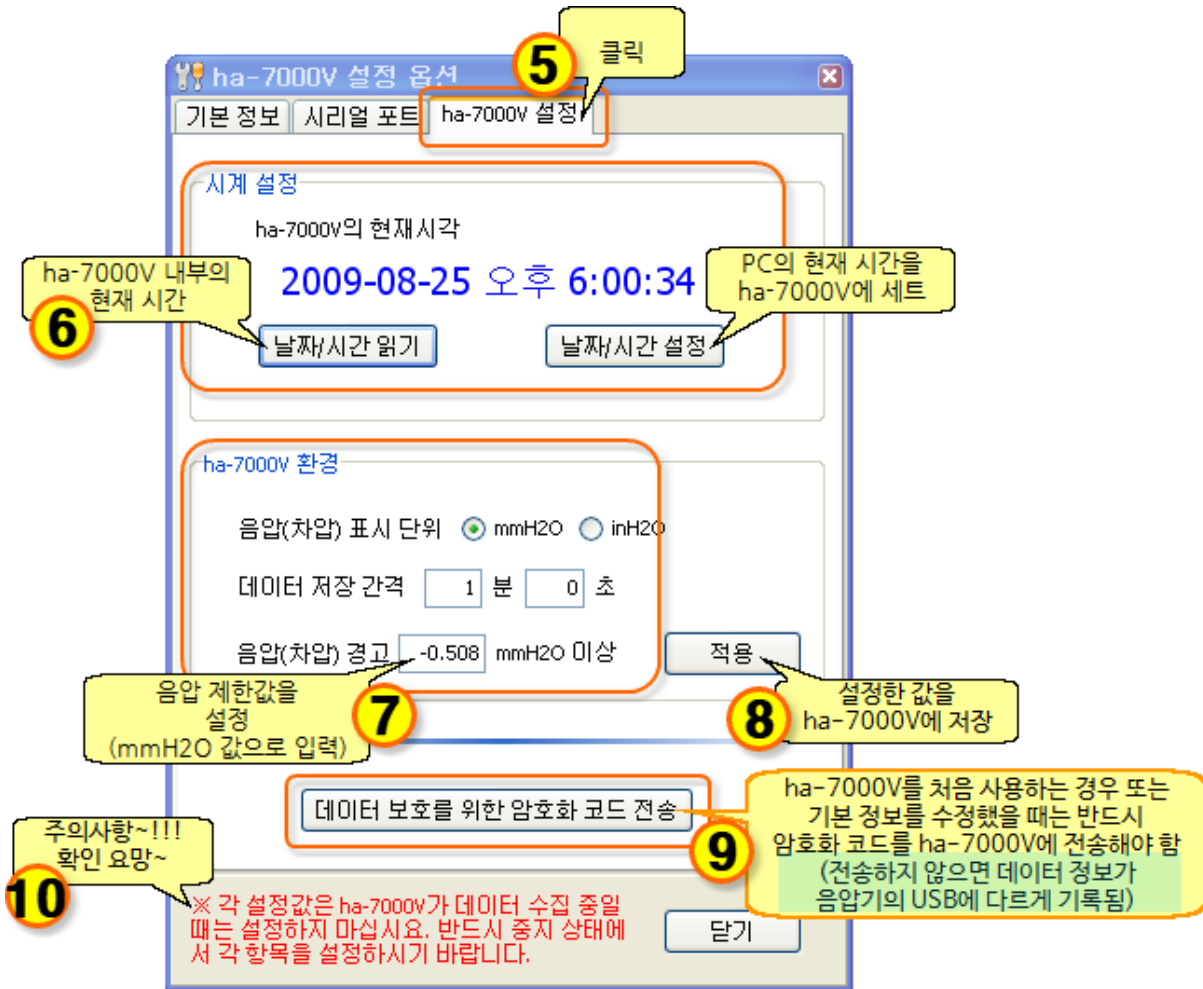 5
클릭
ha-7000V 설정 옵션
기본 정보
시리얼 포트
ha-7000V 설정
시계 설정
ha-7000V의 현재시각
2009-08-25 오후 6:00:34
ha-7000V 내부의
현재 시간
6
PC의 현재 시간을
ha-7000V에 세트
날짜/시간 읽기
날짜/시간 설정
ha-7000V 환경
음압(차압) 표시 단위 mmH2O inH2O
데이터 저장 간격 1 분 0 초
음압(차압) 경고 -0.508 mmH2O 이상
적용
음압 제한값을
설정
(mmH2O 값으로 입력)
7
8
설정한 값을
ha-7000V에 저장
데이터 보호를 위한 암호화 코드 전송
9
ha-7000V를 처음 사용하는 경우 또는
기본 정보를 수정했을 때는 반드시
암호화 코드를 ha-7000V에 전송해야 함
(전송하지 않으면 데이터 정보가
음압기의 USB에 다르게 기록됨)
주의사항~!!!
확인 요망~
10
※ 각 설정값은 ha-7000V가 데이터 수집 중일
때는 설정하지 마십시요. 반드시 중지 상태에
서 각 항목을 설정하시기 바랍니다.
닫기